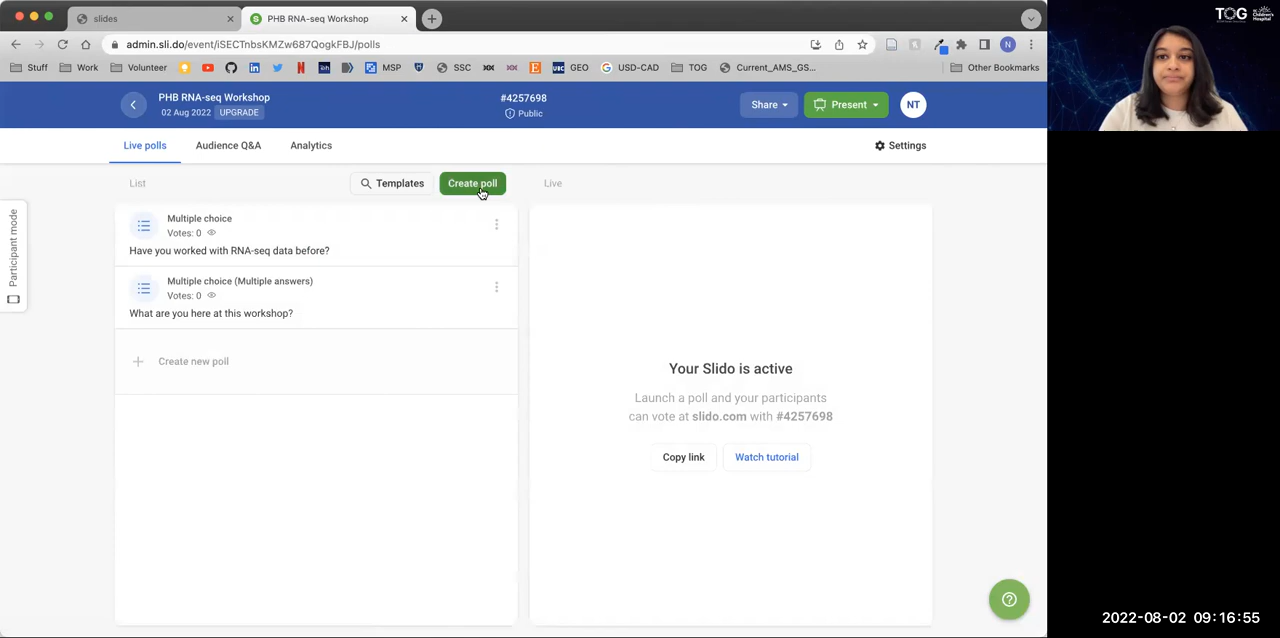 slides
PHB RNA-seq Workshop
admin.sli.do/event/iSECTnbsKMZw687QogkFBJ/polls
N
Stuff Work Volunteer MSP SSC GEO USD-CAD TOG Current_AMS_GS... Other Bookmarks
PHB RNA-seq Workshop
02 Aug 2022 UPGRADE
#4257698
Public
Share Present NT
Live polls Audience Q&A Analytics Settings
List Templates Create poll Live
Participant mode
Multiple choice
Votes: 0
Have you worked with RNA-seq data before?
Multiple choice (Multiple answers)
Votes: 0
What are you here at this workshop?
Create new poll
Your Slido is active
Launch a poll and your participants
can vote at slido.com with #4257698
Copy link Watch tutorial
TOG
2022-08-02 09:16:55